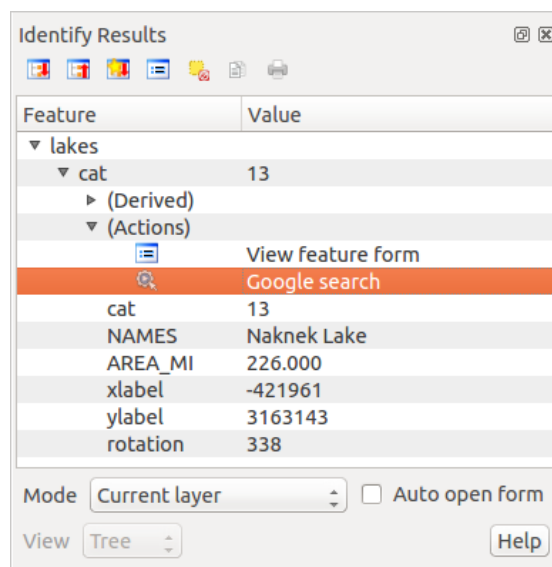 Identify Results
Feature Value
lakes
cat 13
(Derived)
(Actions)
View feature form
Google search
cat 13
NAMES Naknek Lake
AREA_MI 226.000
xlabel -421961
ylabel 3163143
rotation 338
Mode Current layer Auto open form
View Tree Help